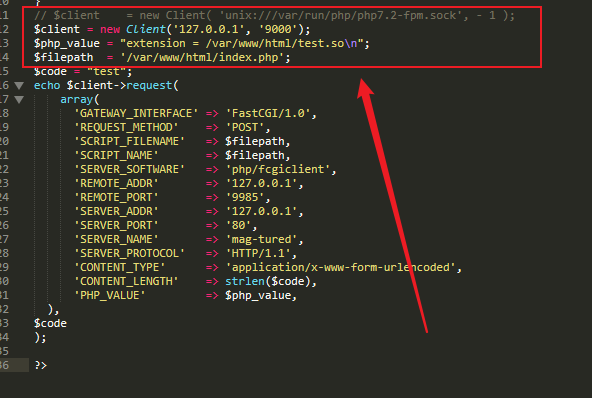 }
11 // $client    = new Client( 'unix:///var/run/php/php7.2-fpm.sock', - 1 );
12 $client = new Client('127.0.0.1', '9000');
13 $php_value = "extension = /var/www/html/test.so\n";
14 $filepath  = '/var/www/html/index.php';
15 $code = "test";
16 echo $client->request(
17     array(
18       'GATEWAY_INTERFACE' => 'FastCGI/1.0',
19       'REQUEST_METHOD'    => 'POST',
20       'SCRIPT_FILENAME'   => $filepath,
21       'SCRIPT_NAME'       => $filepath,
22       'SERVER_SOFTWARE'   => 'php/fcgiclient',
23       'REMOTE_ADDR'       => '127.0.0.1',
24       'REMOTE_PORT'       => '9985',
25       'SERVER_ADDR'       => '127.0.0.1',
26       'SERVER_PORT'       => '80',
27       'SERVER_NAME'       => 'mag-tured',
28       'SERVER_PROTOCOL'   => 'HTTP/1.1',
29       'CONTENT_TYPE'      => 'application/x-www-form-urlencoded',
30       'CONTENT_LENGTH'    => strlen($code),
31       'PHP_VALUE'         => $php_value,
32   ),
33 $code
34 );
35
36 ?>